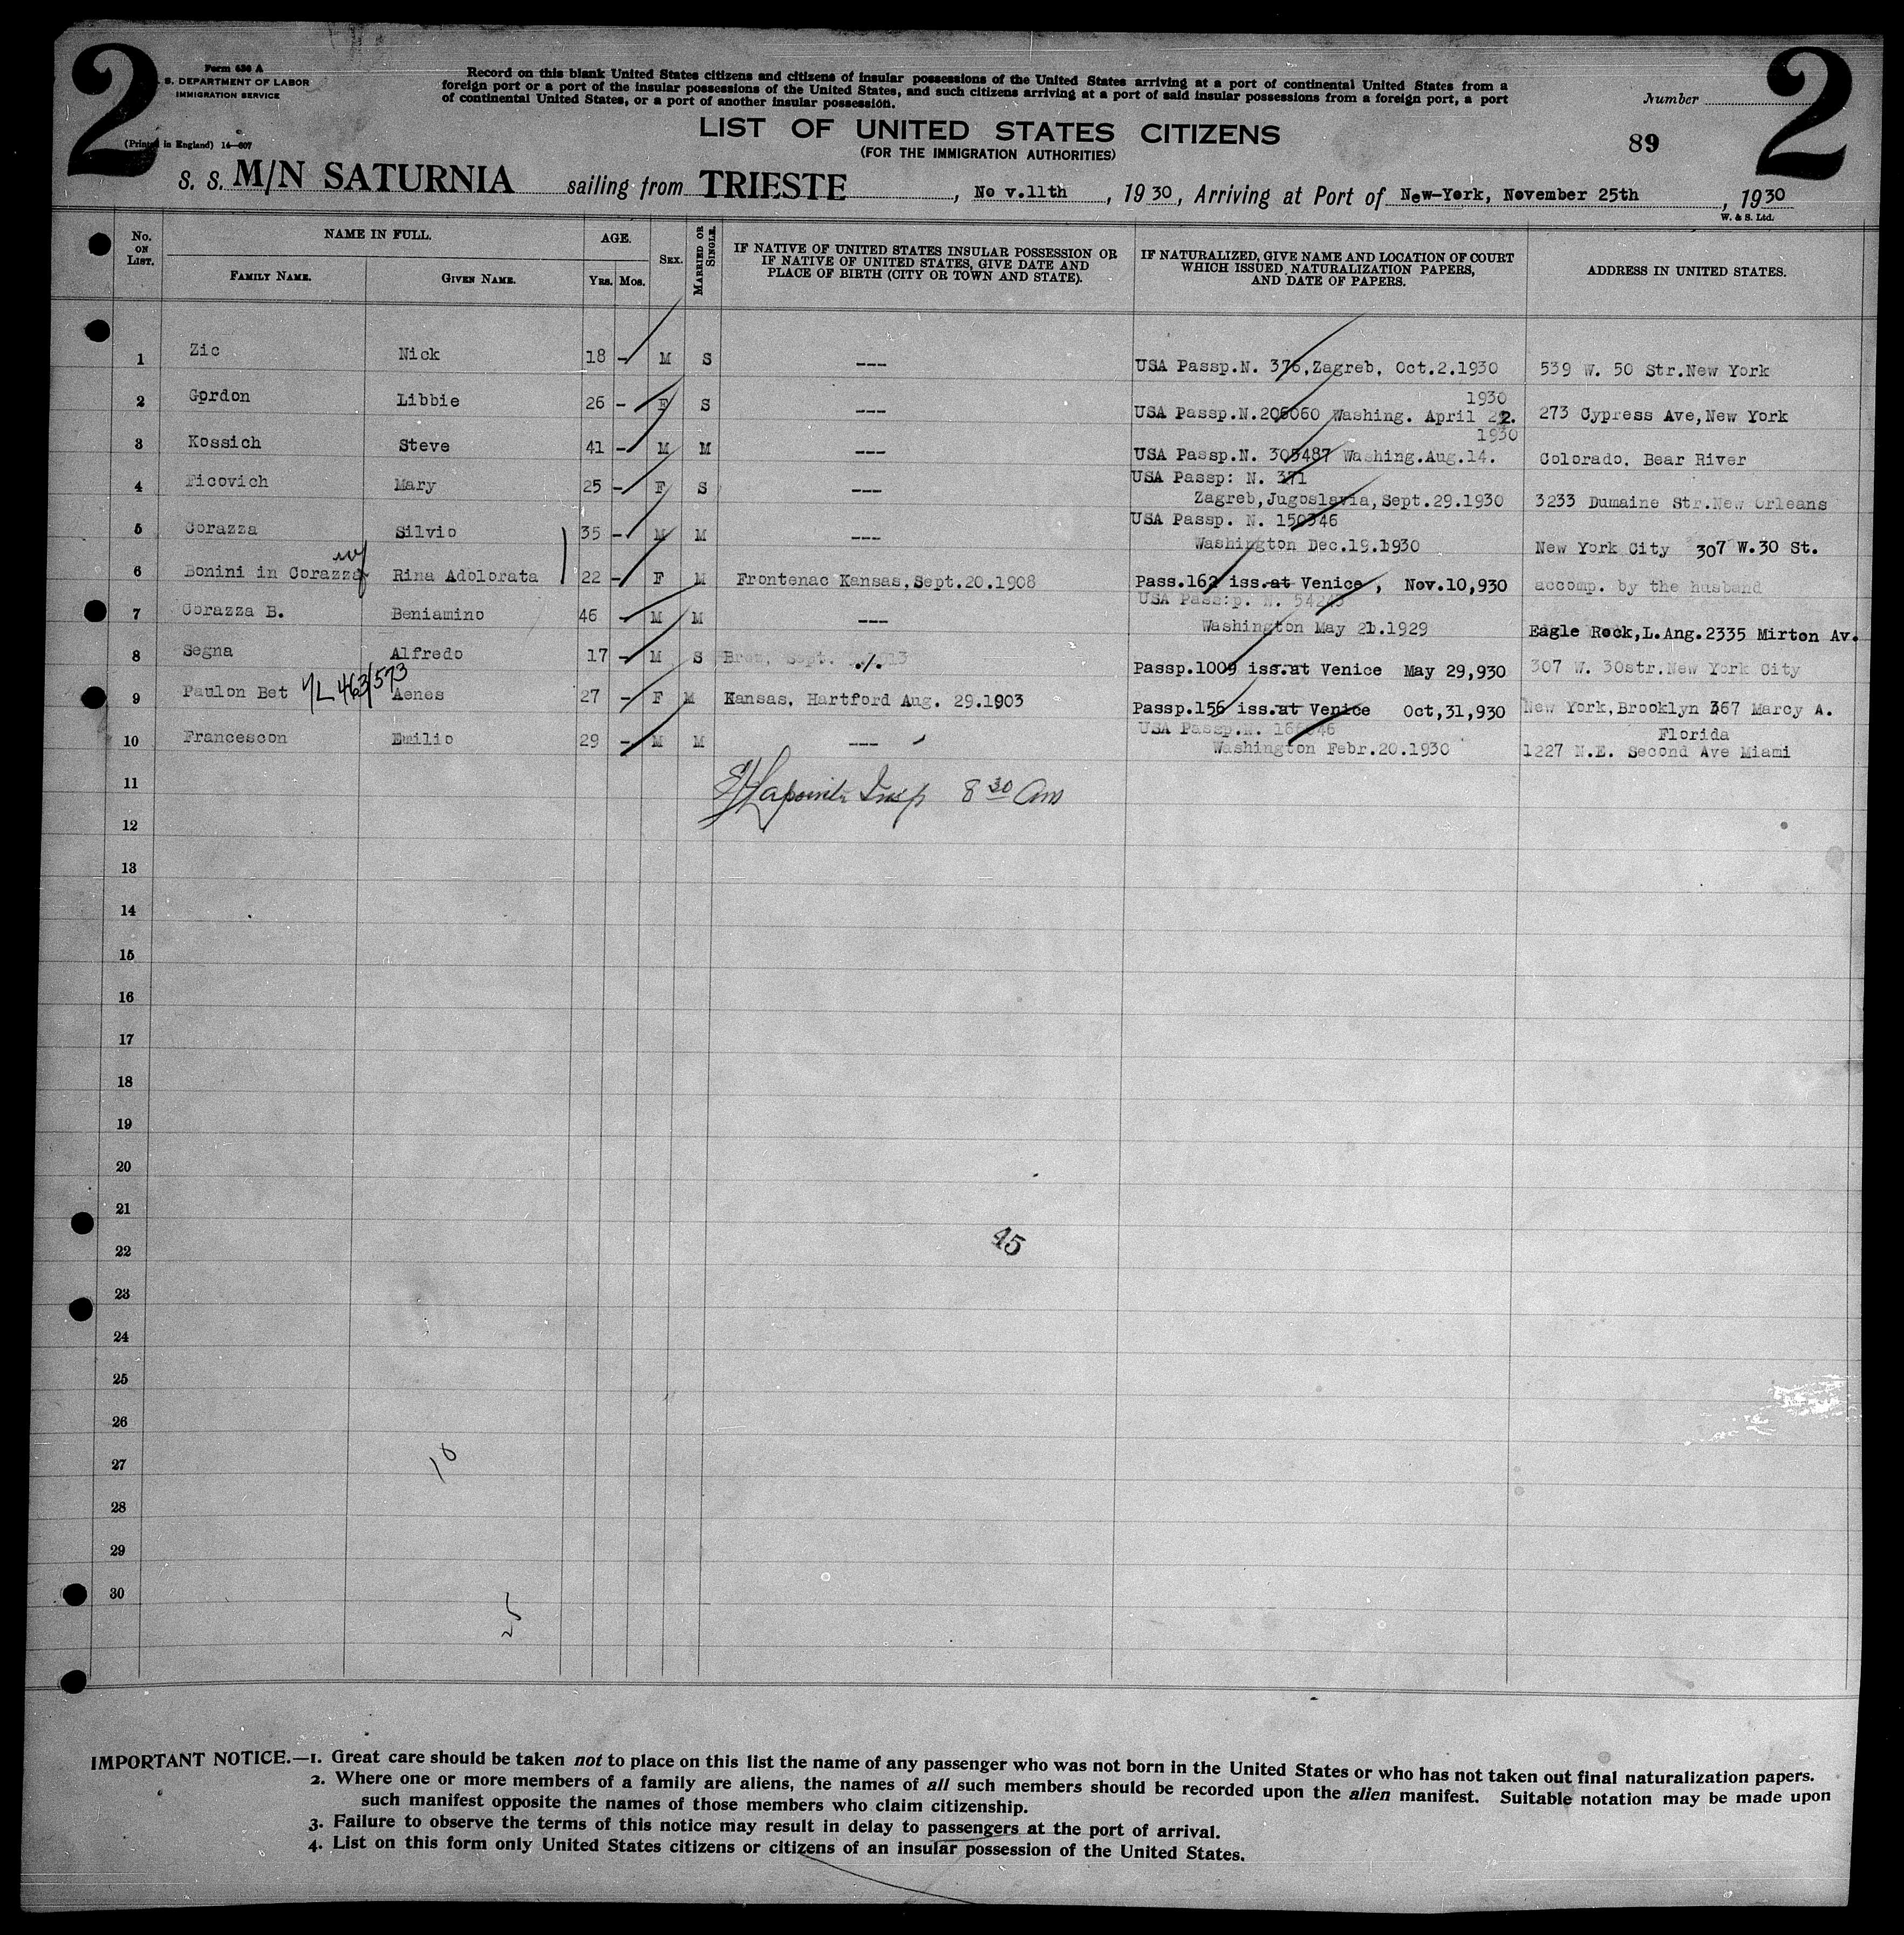 2
2
Form 630 A
S. DEPARTMENT OF LABOR
IMMIGRATION SERVICE
(Printed in England) 14—607
Record on this blank United States citizens and citizens of insular possessions of the United States arriving at a port of continental United States from a
foreign port or a port of the insular possessions of the United States, and such citizens arriving at a port of said insular possessions from a foreign port, a port
of continental United States, or a port of another insular possession.
Number
LIST OF UNITED STATES CITIZENS
(FOR THE IMMIGRATION AUTHORITIES)
89
S. S. M/N SATURNIA sailing from TRIESTE, No v.11th, 19 30, Arriving at Port of New-York, November 25th, 19 30
W. & S. Ltd.
No. ON LIST.
NAME IN FULL.
FAMILY NAME.
GIVEN NAME.
AGE.
YRS. MOS.
SEX.
MARRIED OR SINGLE.
IF NATIVE OF UNITED STATES INSULAR POSSESSION OR
IF NATIVE OF UNITED STATES, GIVE DATE AND
PLACE OF BIRTH (CITY OR TOWN AND STATE).
IF NATURALIZED, GIVE NAME AND LOCATION OF COURT
WHICH ISSUED NATURALIZATION PAPERS,
AND DATE OF PAPERS.
ADDRESS IN UNITED STATES.
1 Zic Nick 18 - M S --- USA Passp.N. 376,Zagreb, Oct.2.1930 539 W. 50 Str.New York
1930
2 Gordon Libbie 26 - F S --- USA Passp.N.206060 Washing. April 22. 273 Cypress Ave,New York
1930
3 Kossich Steve 41 - M M --- USA Passp.N. 305487 Washing.Aug.14. Colorado, Bear River
USA Passp: N. 371
4 Ficovich Mary 25 - F S --- Zagreb,Jugoslavia,Sept.29.1930 3233 Dumaine Str.New Orleans
USA Passp. N. 150346
5 Corazza Silvio 35 - M M --- Washington Dec.19.1930 New York City 307 W.30 St.
wf
6 Bonini in Corazza Rina Adolorata 22 - F M Frontenac Kansas,Sept.20.1908 Pass.162 iss.at Venice , Nov.10,930 accomp. by the husband
USA Pass:p. N.
7 Corazza B. Beniamino 46 - M M --- Washington May 21.1929 Eagle Rock,L.Ang.2335 Mirton Av.
8 Segna Alfredo 17 - M S Sept. ./. Passp.1009 iss.at Venice May 29,930 307 W. 30str.New York City
9 Paulon Bet 463/573 Aenes 27 - F M Kansas, Hartford Aug. 29.1903 Passp.156 iss.at Venice Oct,31,930 New York,Brooklyn 367 Marcy A.
USA Passp.N. Florida
10 Francescon Emilio 29 - M M --- Washington Febr.20.1930 1227 N.E. Second Ave Miami
11 Lapointe Insp 8 30 Am
12
13
14
15
16
17
18
19
20
21
45
22
23
24
25
26
27
10
28
29
30
25
IMPORTANT NOTICE.—1. Great care should be taken not to place on this list the name of any passenger who was not born in the United States or who has not taken out final naturalization papers.
2. Where one or more members of a family are aliens, the names of all such members should be recorded upon the alien manifest. Suitable notation may be made upon
such manifest opposite the names of those members who claim citizenship.
3. Failure to observe the terms of this notice may result in delay to passengers at the port of arrival.
4. List on this form only United States citizens or citizens of an insular possession of the United States.